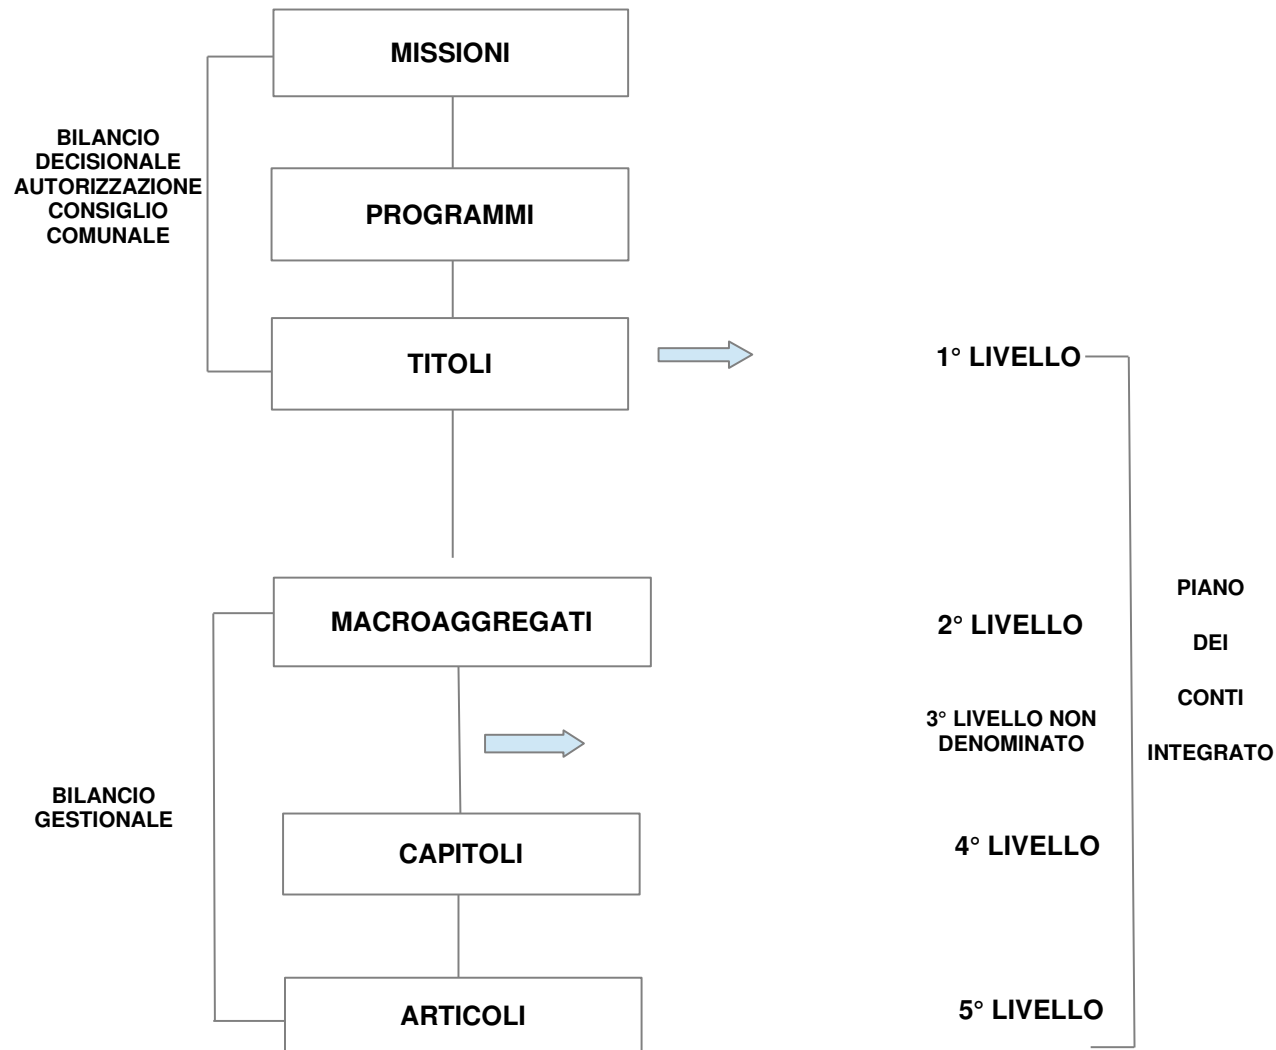 MISSIONI
BILANCIO
DECISIONALE
AUTORIZZAZIONE
CONSIGLIO
COMUNALE
PROGRAMMI
TITOLI
1° LIVELLO
MACROAGGREGATI
2° LIVELLO
3° LIVELLO NON
DENOMINATO
PIANO
DEI
CONTI
INTEGRATO
BILANCIO
GESTIONALE
CAPITOLI
4° LIVELLO
ARTICOLI
5° LIVELLO